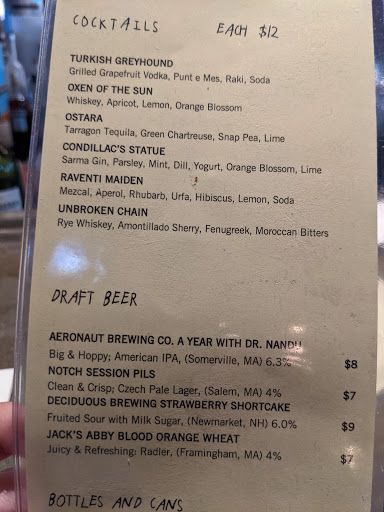 COCKTAILS EACH $12
TURKISH GREYHOUND
Grilled Grapefruit Vodka, Punt e Mes, Raki, Soda
OXEN OF THE SUN
Whiskey, Apricot, Lemon, Orange Blossom
OSTARA
Tarragon Tequila, Green Chartreuse, Snap Pea, Lime
CONDILLAC'S STATUE
Sarma Gin, Parsley, Mint, Dill, Yogurt, Orange Blossom, Lime
RAVENTI MAIDEN
Mezcal, Aperol, Rhubarb, Urfa, Hibiscus, Lemon, Soda
UNBROKEN CHAIN
Rye Whiskey, Amontillado Sherry, Fenugreek, Moroccan Bitters
DRAFT BEER
AERONAUT BREWING CO. A YEAR WITH DR. NANDU
Big & Hoppy; American IPA, (Somerville, MA) 6.3% $8
NOTCH SESSION PILS
Clean & Crisp; Czech Pale Lager, (Salem, MA) 4% $7
DECIDUOUS BREWING STRAWBERRY SHORTCAKE
Fruited Sour with Milk Sugar, (Newmarket, NH) 6.0% $9
JACK'S ABBY BLOOD ORANGE WHEAT
Juicy & Refreshing; Radler, (Framingham, MA) 4% $7
BOTTLES AND CANS